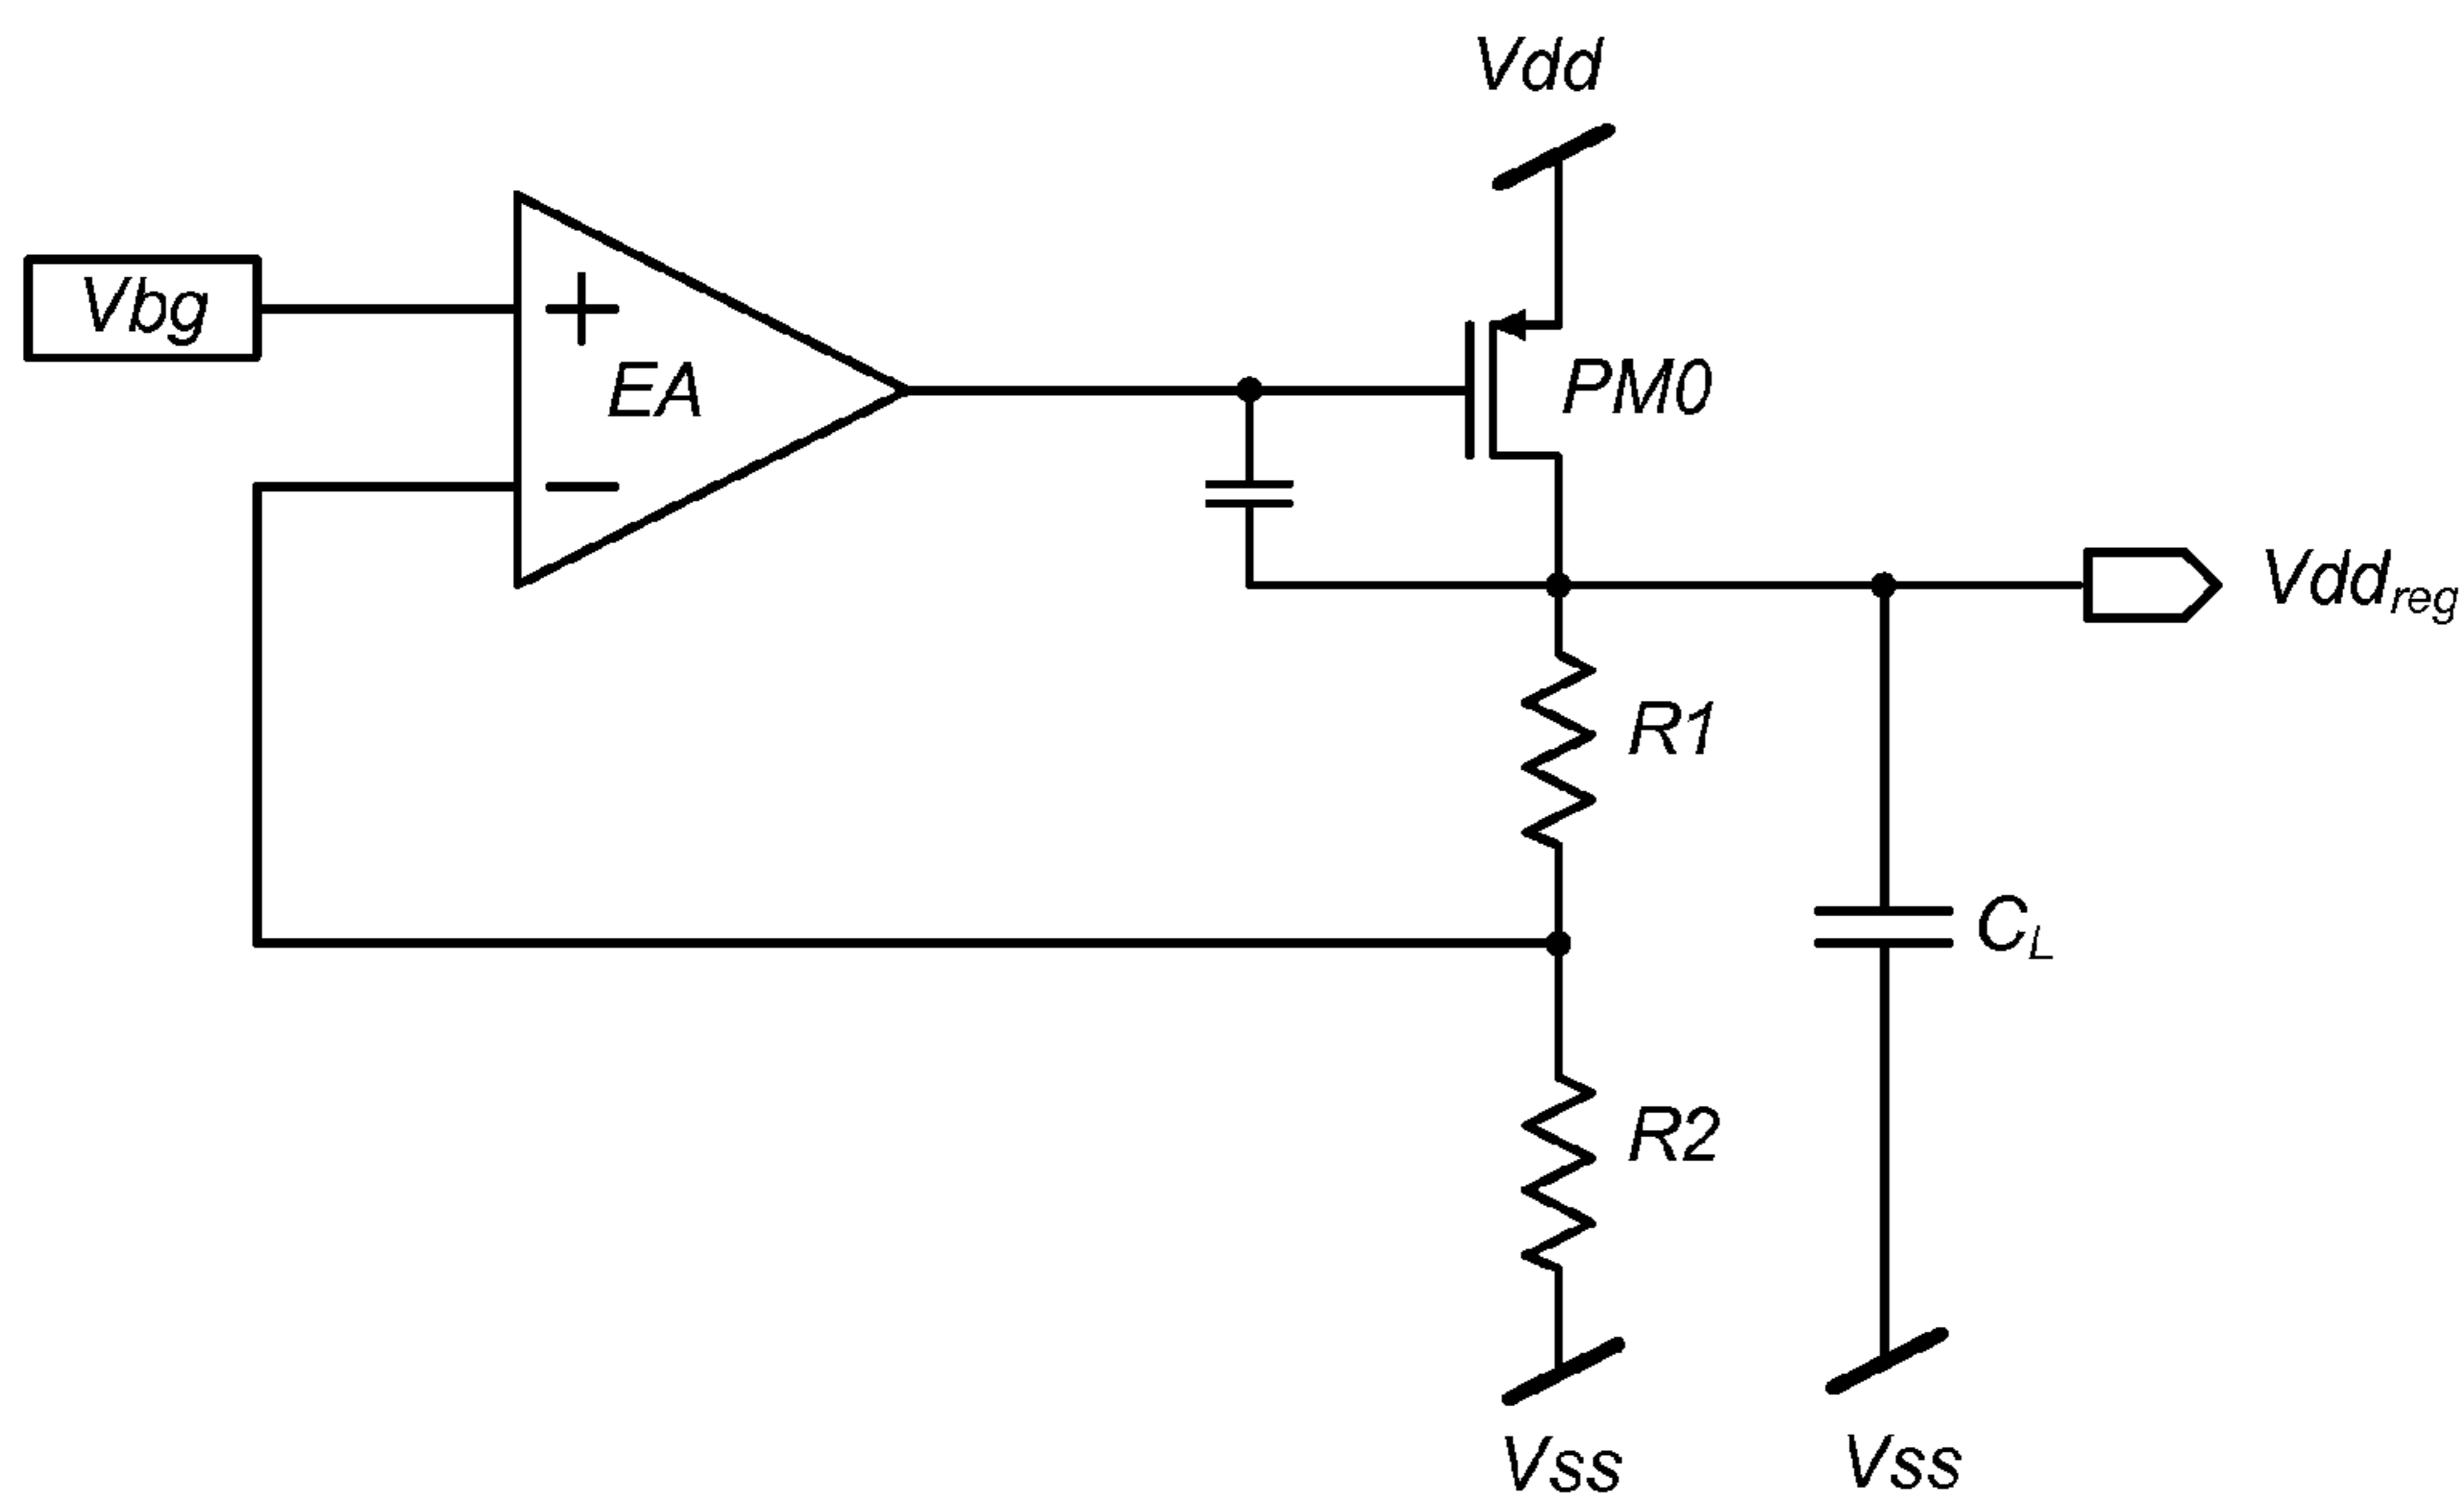 Vdd
Vbg
+
EA
PM0
−
Vddreg
R1
CL
R2
Vss
Vss